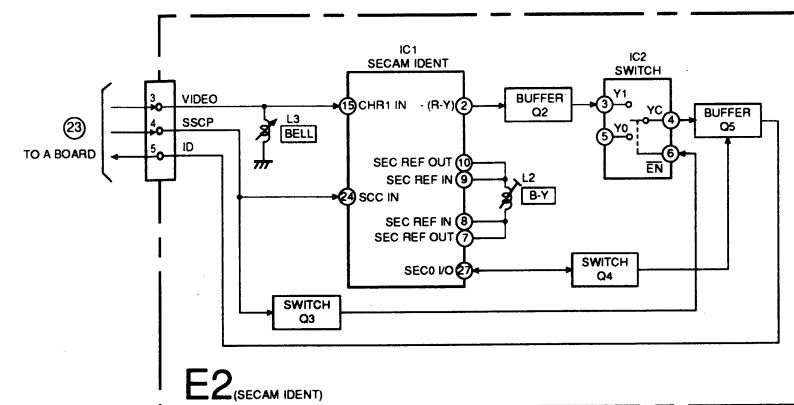 IC1
SECAM IDENT
IC2
SWITCH
3 VIDEO
4 SSCP
5 ID
23
TO A BOARD
L3
BELL
15 CHR1 IN
- (R-Y) 2
BUFFER
Q2
3 Y1
5 Y0
YC 4
EN 6
BUFFER
Q5
SEC REF OUT 10
SEC REF IN 9
L2
B-Y
24 SCC IN
SEC REF IN 8
SEC REF OUT 7
SEC0 I/O 27
SWITCH
Q4
SWITCH
Q3
E2 (SECAM IDENT)